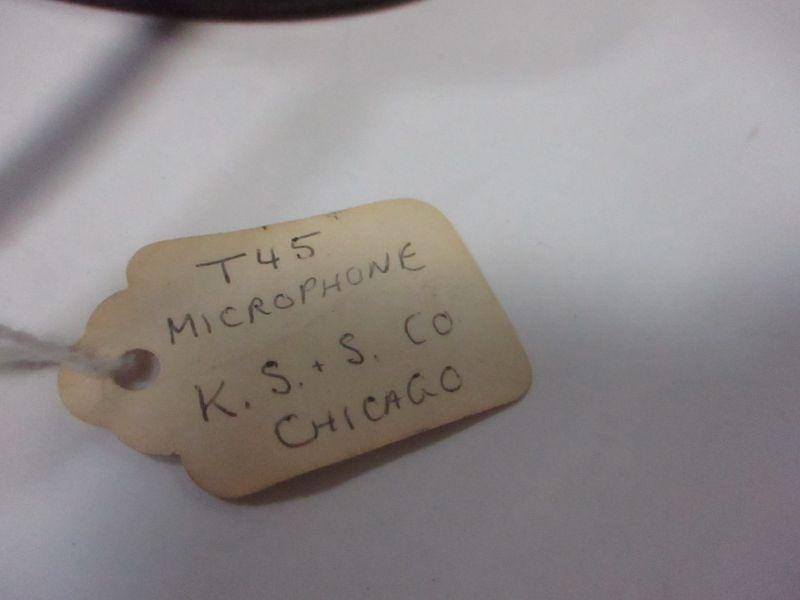 T45
MICROPHONE
K. S. + S. CO
CHICAGO